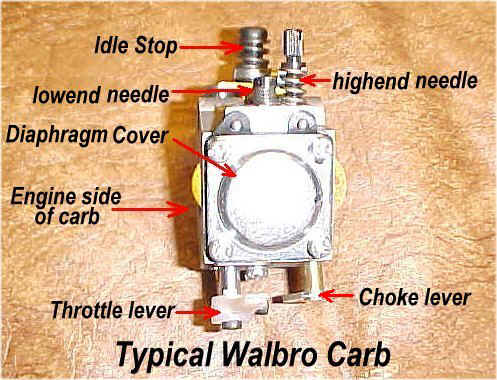 Idle Stop
highend needle
lowend needle
Diaphragm Cover
Engine side
of carb
Throttle lever
Choke lever
Typical Walbro Carb